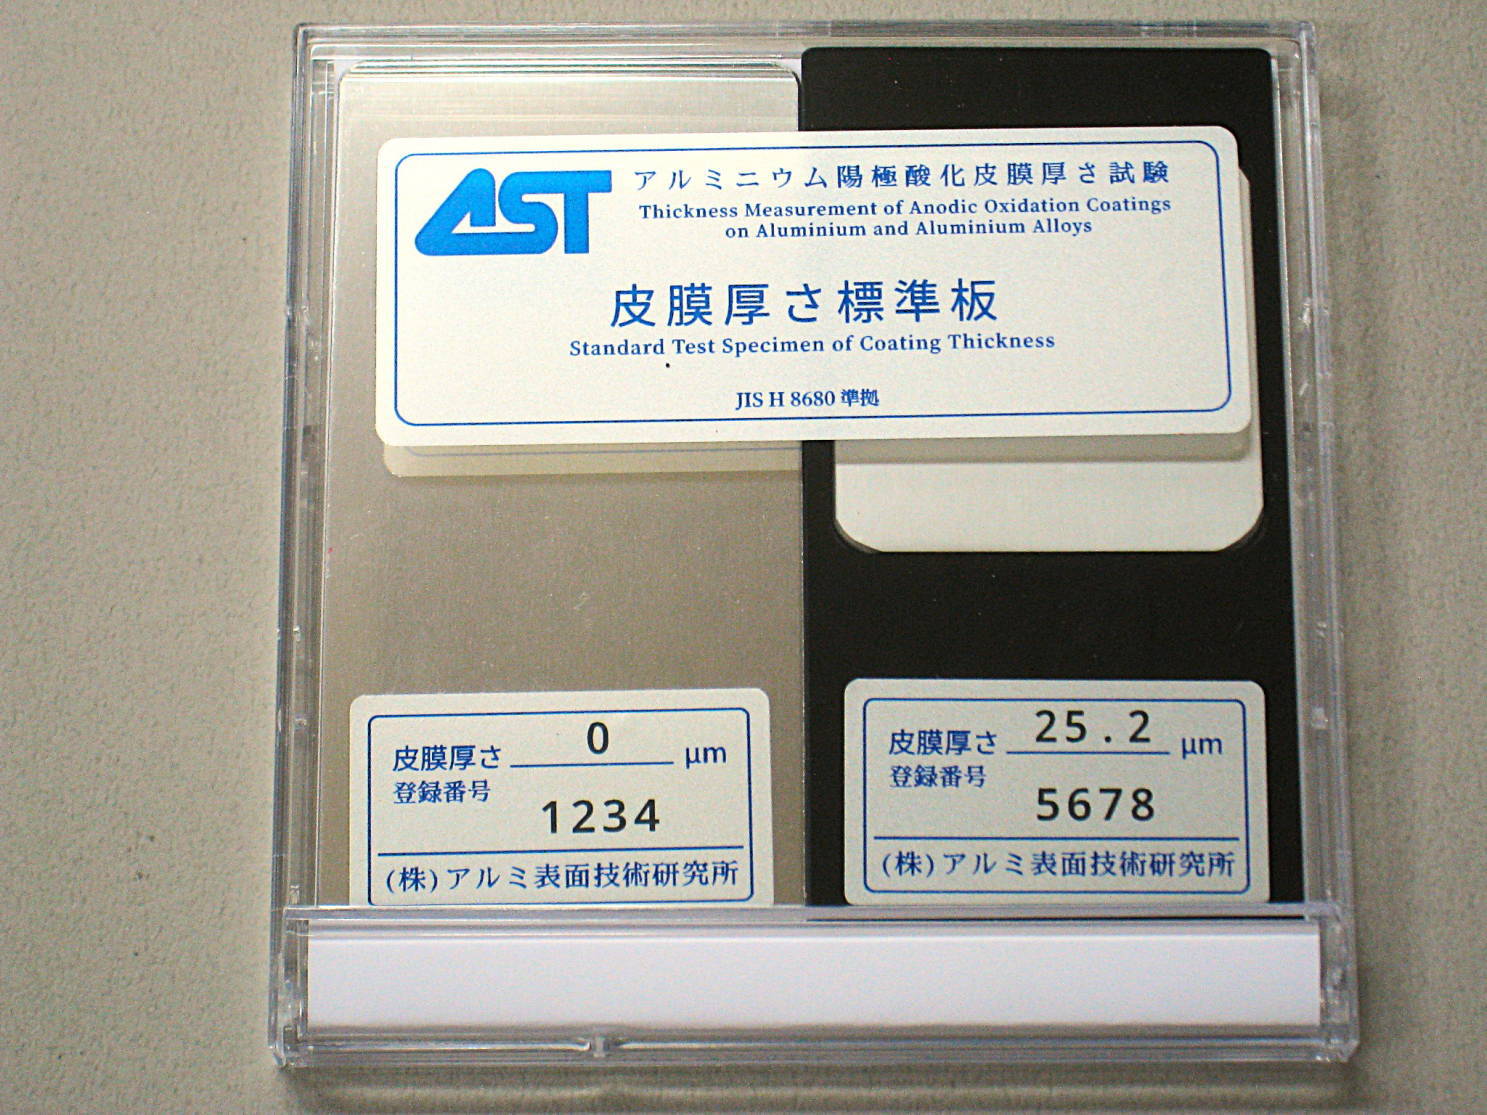 AST
アルミニウム陽極酸化皮膜厚さ試験
Thickness Measurement of Anodic Oxidation Coatings
on Aluminium and Aluminium Alloys
皮膜厚さ標準板
Standard Test Specimen of Coating Thickness
JIS H 8680 準拠
皮膜厚さ 0 μm
登録番号
1234
(株)アルミ表面技術研究所
皮膜厚さ 25.2 μm
登録番号
5678
(株)アルミ表面技術研究所